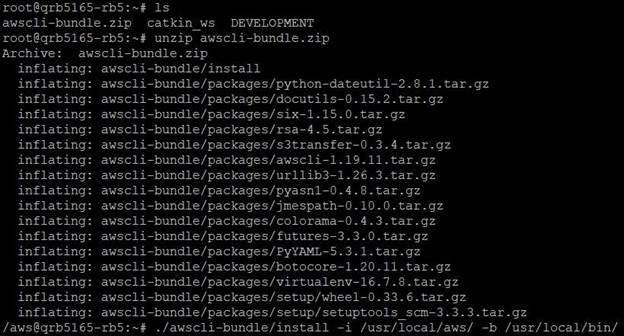 root@qrb5165-rb5:~# ls
awscli-bundle.zip  catkin_ws  DEVELOPMENT
root@qrb5165-rb5:~# unzip awscli-bundle.zip
Archive:  awscli-bundle.zip
  inflating: awscli-bundle/install
  inflating: awscli-bundle/packages/python-dateutil-2.8.1.tar.gz
  inflating: awscli-bundle/packages/docutils-0.15.2.tar.gz
  inflating: awscli-bundle/packages/six-1.15.0.tar.gz
  inflating: awscli-bundle/packages/rsa-4.5.tar.gz
  inflating: awscli-bundle/packages/s3transfer-0.3.4.tar.gz
  inflating: awscli-bundle/packages/awscli-1.19.11.tar.gz
  inflating: awscli-bundle/packages/urllib3-1.26.3.tar.gz
  inflating: awscli-bundle/packages/pyasn1-0.4.8.tar.gz
  inflating: awscli-bundle/packages/jmespath-0.10.0.tar.gz
  inflating: awscli-bundle/packages/colorama-0.4.3.tar.gz
  inflating: awscli-bundle/packages/futures-3.3.0.tar.gz
  inflating: awscli-bundle/packages/PyYAML-5.3.1.tar.gz
  inflating: awscli-bundle/packages/botocore-1.20.11.tar.gz
  inflating: awscli-bundle/packages/virtualenv-16.7.8.tar.gz
  inflating: awscli-bundle/packages/setup/wheel-0.33.6.tar.gz
  inflating: awscli-bundle/packages/setup/setuptools_scm-3.3.3.tar.gz
/aws@qrb5165-rb5:~# ./awscli-bundle/install -i /usr/local/aws/ -b /usr/local/bin/